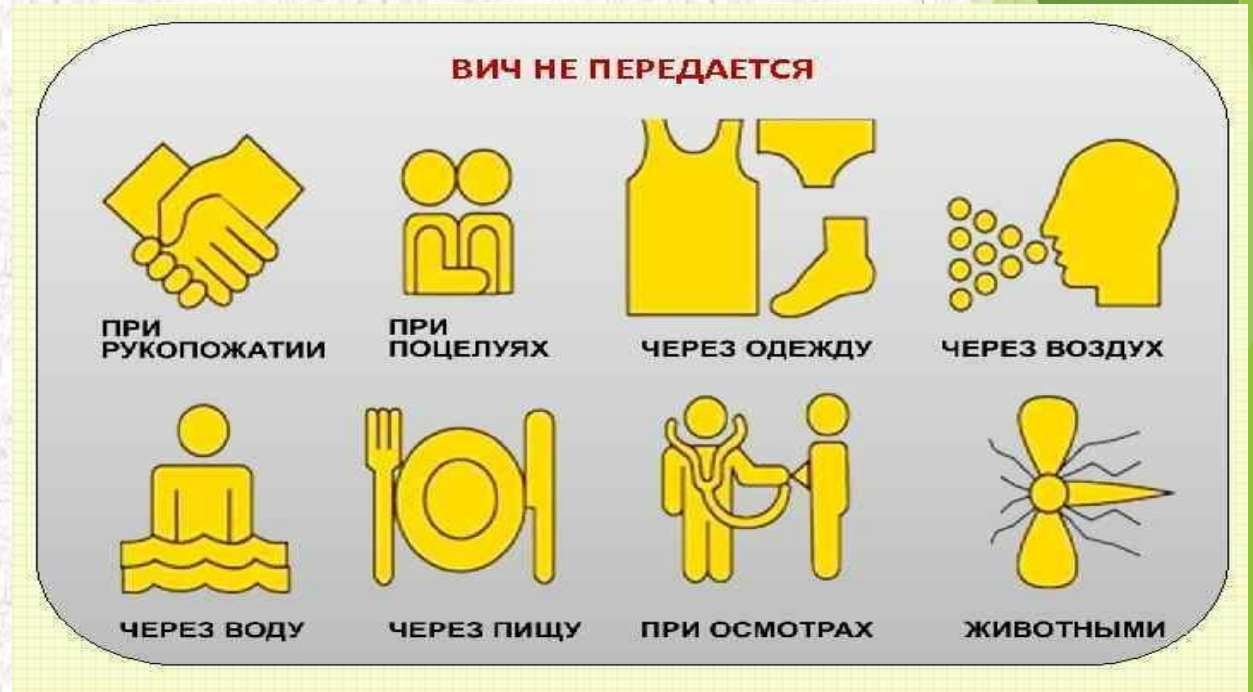 ВИЧ НЕ ПЕРЕДАЕТСЯ
ПРИ
РУКОПОЖАТИИ
ПРИ
ПОЦЕЛУЯХ
ЧЕРЕЗ ОДЕЖДУ
ЧЕРЕЗ ВОЗДУХ
ЧЕРЕЗ ВОДУ
ЧЕРЕЗ ПИЩУ
ПРИ ОСМОТРАХ
ЖИВОТНЫМИ